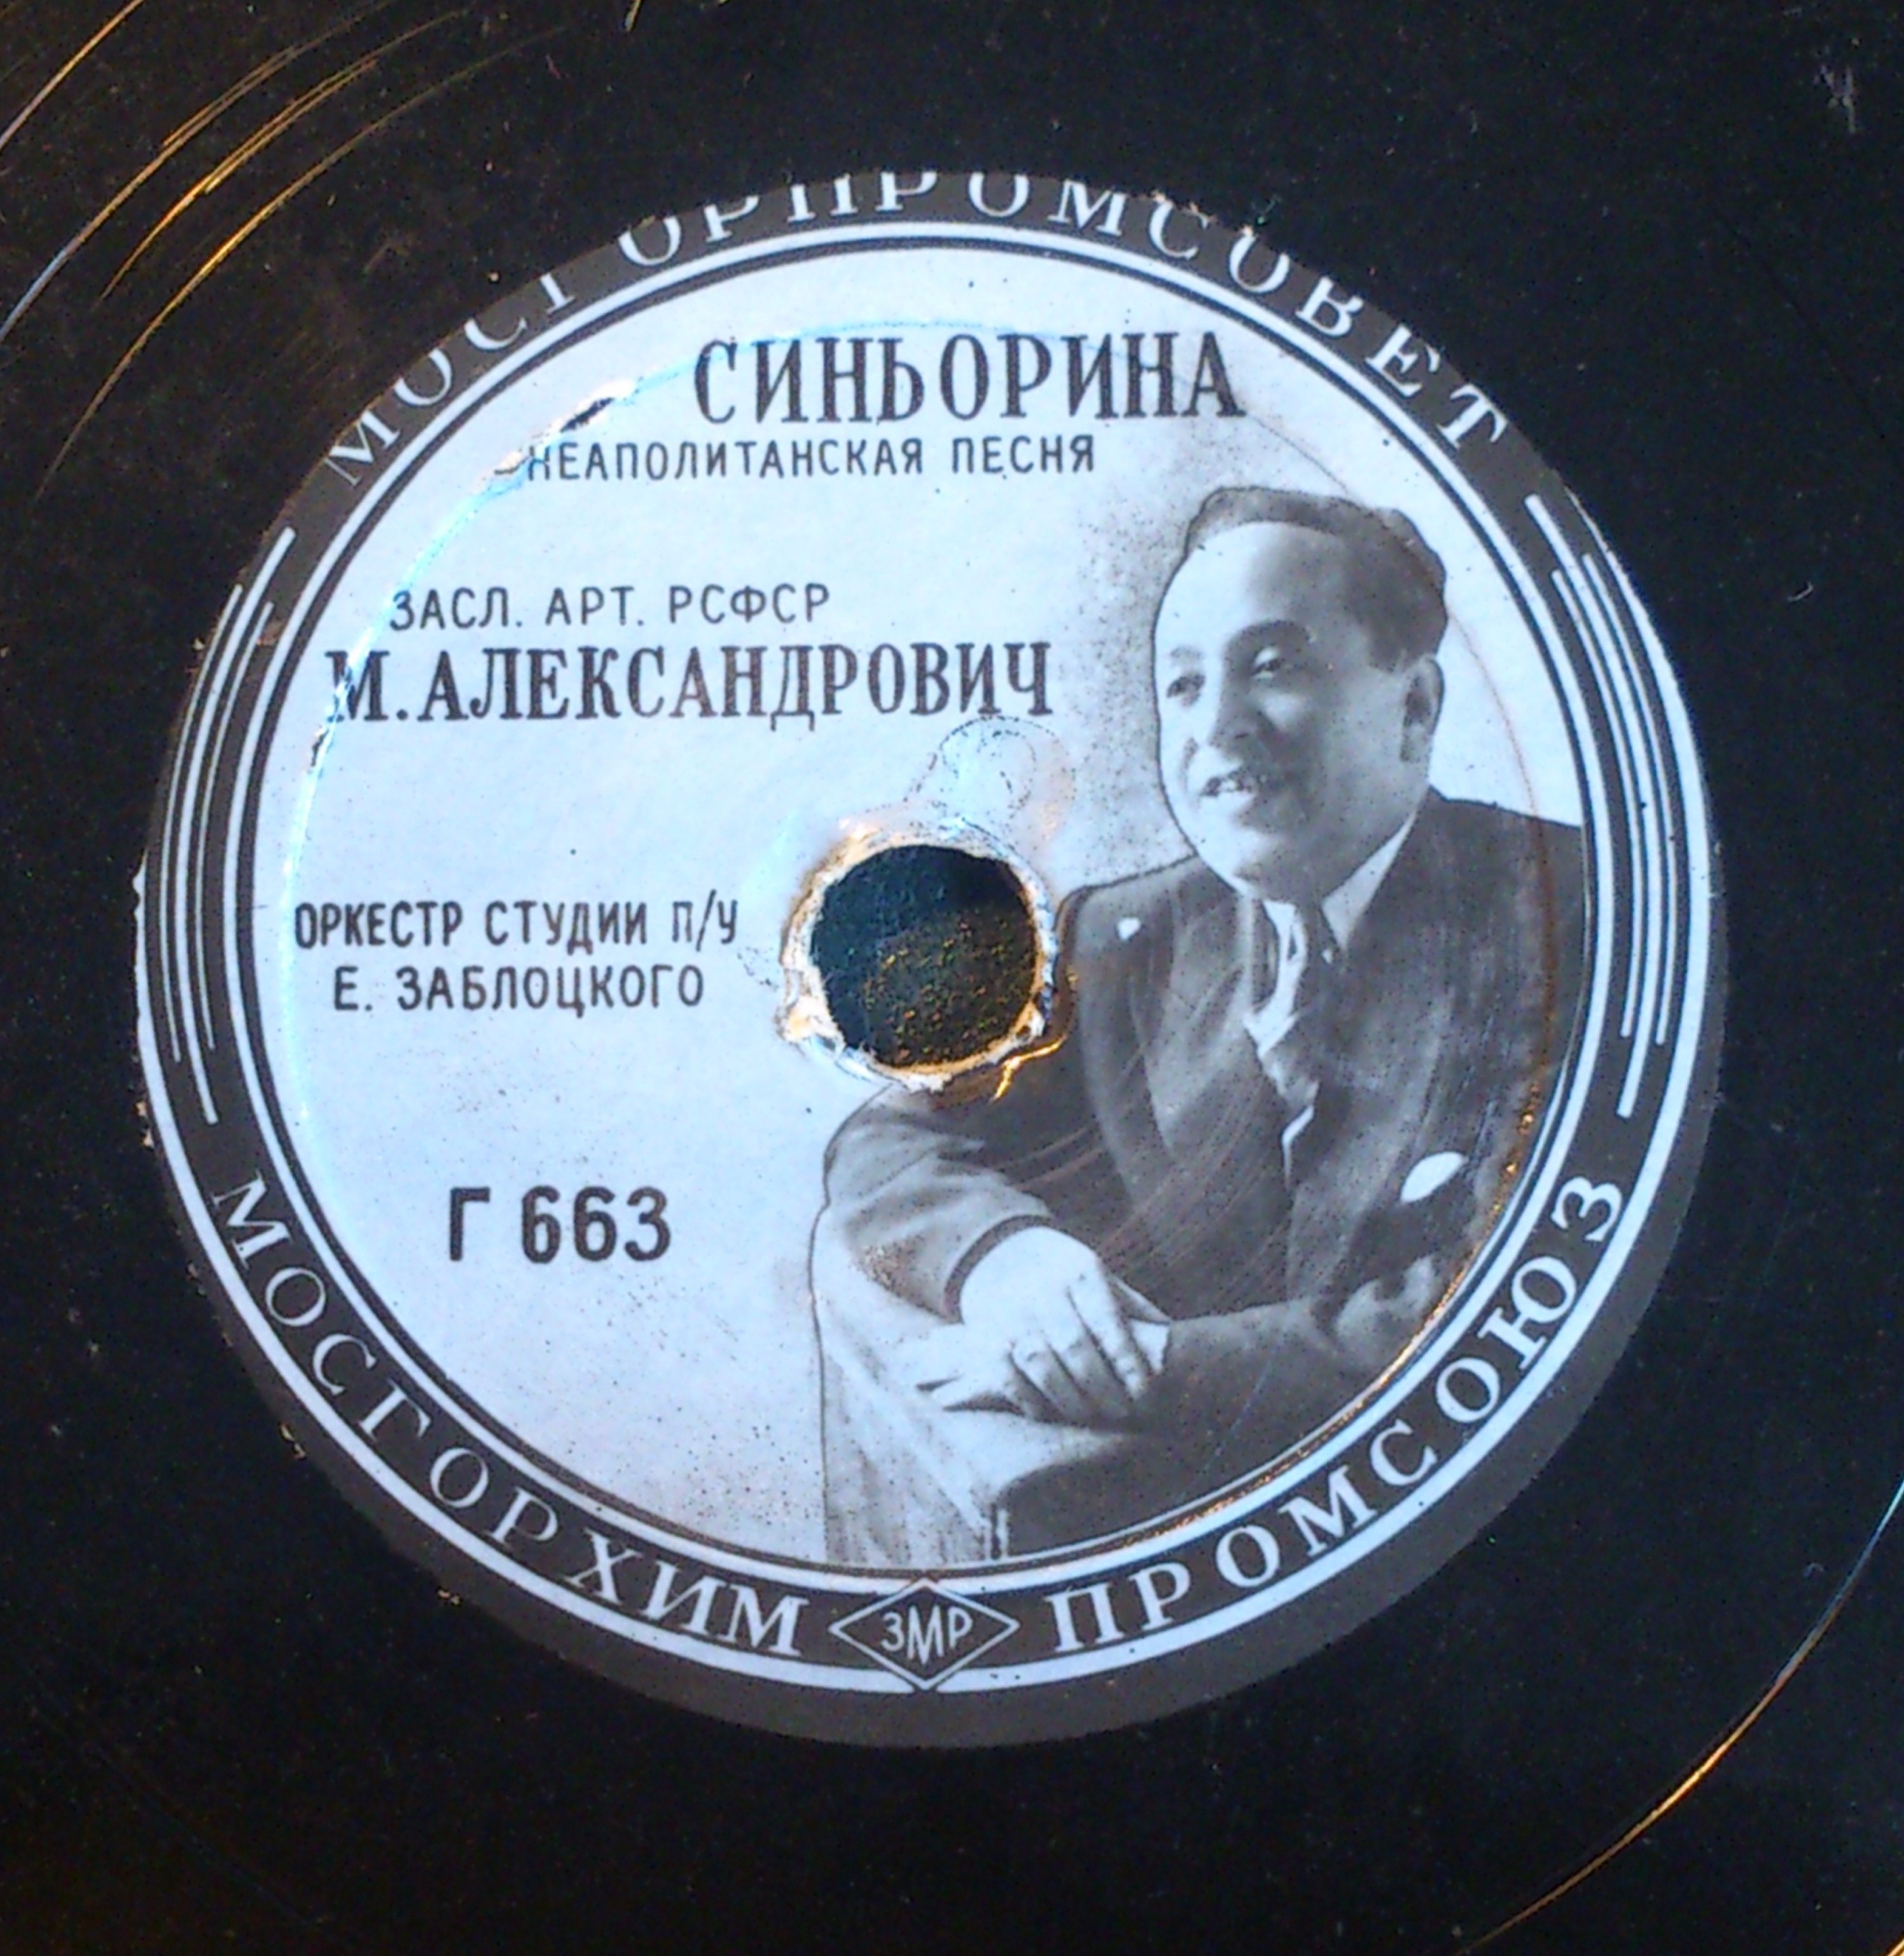 МОСГОРПРОМСОВЕТ
СИНЬОРИНА
НЕАПОЛИТАНСКАЯ ПЕСНЯ
ЗАСЛ. АРТ. РСФСР
М. АЛЕКСАНДРОВИЧ
ОРКЕСТР СТУДИИ П/У
Е. ЗАБЛОЦКОГО
Г 663
МОСГОРХИМ ЗМР ПРОМСОЮЗ